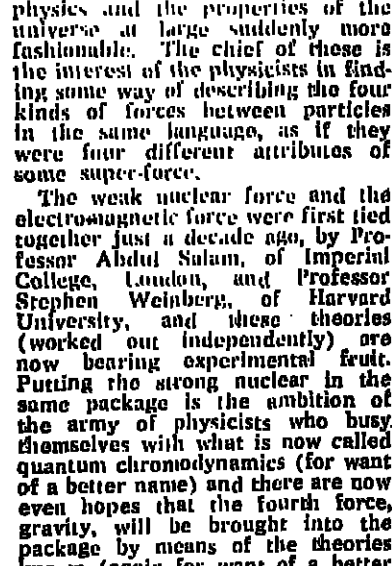 physics and the properties of the
universe at large suddenly more
fashionable. The chief of these is
the interest of the physicists in find-
ing some way of describing the four
kinds of forces between particles
in the same language, as if they
were four different attributes of
some super-force.
The weak nuclear force and the
electromagnetic force were first tied
together just a decade ago, by Pro-
fessor Abdul Salam, of Imperial
College, London, and Professor
Stephen Weinberg, of Harvard
University, and these theories
(worked out independently) are
now bearing experimental fruit.
Putting the strong nuclear in the
same package is the ambition of
the army of physicists who busy
themselves with what is now called
quantum chromodynamics (for want
of a better name) and there are now
even hopes that the fourth force,
gravity, will be brought into the
package by means of the theories
(again for want of a better